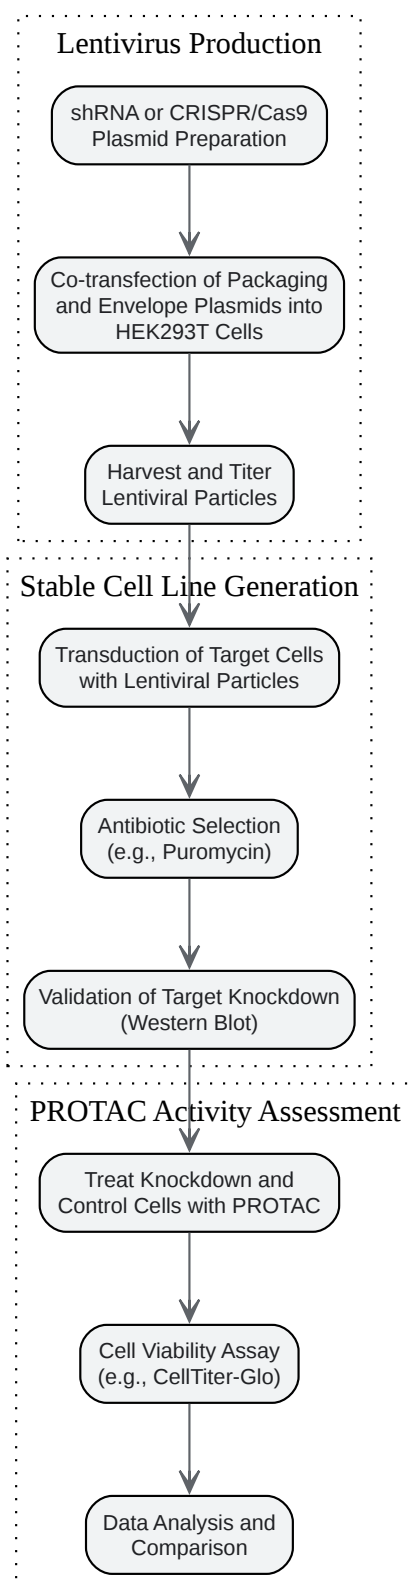 Lentivirus Production
shRNA or CRISPR/Cas9
Plasmid Preparation
Co-transfection of Packaging
and Envelope Plasmids into
HEK293T Cells
Harvest and Titer
Lentiviral Particles
Stable Cell Line Generation
Transduction of Target Cells
with Lentiviral Particles
Antibiotic Selection
(e.g., Puromycin)
Validation of Target Knockdown
(Western Blot)
PROTAC Activity Assessment
Treat Knockdown and
Control Cells with PROTAC
Cell Viability Assay
(e.g., CellTiter-Glo)
Data Analysis and
Comparison